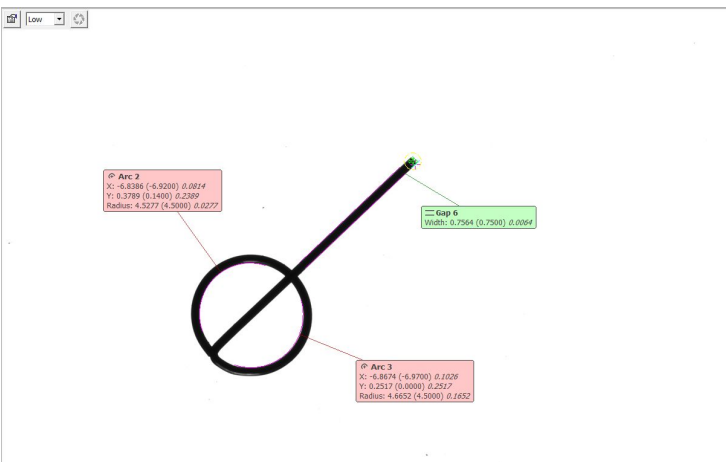 Low
Arc 2
X: -6.8386 (-6.9200) 0.0814
Y: 0.3789 (0.1400) 0.2389
Radius: 4.5277 (4.5000) 0.0277
Gap 6
Width: 0.7564 (0.7500) 0.0064
Arc 3
X: -6.8674 (-6.9700) 0.1026
Y: 0.2517 (0.0000) 0.2517
Radius: 4.6652 (4.5000) 0.1652